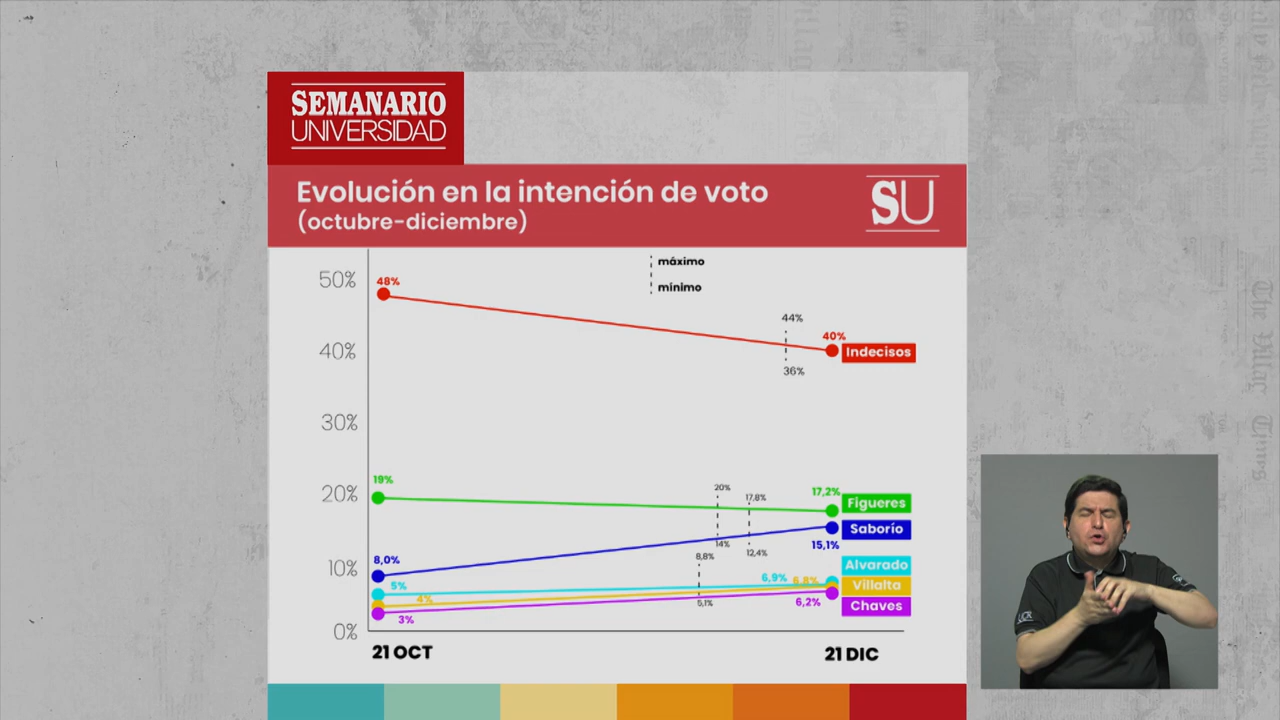 SEMANARIO
UNIVERSIDAD
Evolución en la intención de voto
(octubre-diciembre)
SU
máximo
mínimo
50%
40%
30%
20%
10%
0%
48%
44%
40%
Indecisos
36%
19%
20%
17,8%
17,2%
Figueres
Saborío
14%
12,4%
15,1%
8,0%
8,8%
5%
6,9%
6,8%
Alvarado
Villalta
4%
5,1%
6,2%
Chaves
3%
21 OCT
21 DIC